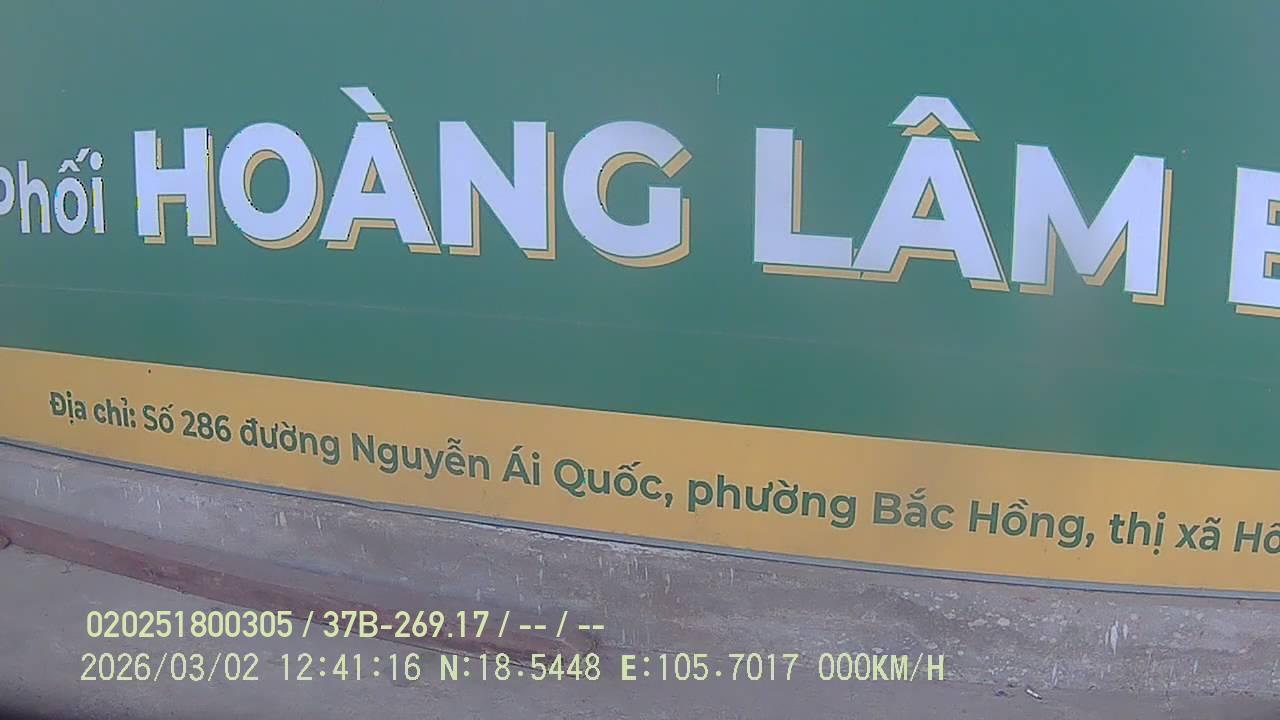 Phối HOÀNG LÂM
Địa chỉ: Số 286 đường Nguyễn Ái Quốc, phường Bắc Hồng, thị xã Hồ
020251800305 / 37B-269.17 / -- / --
2026/03/02 12:41:16 N:18.5448 E:105.7017 000KM/H